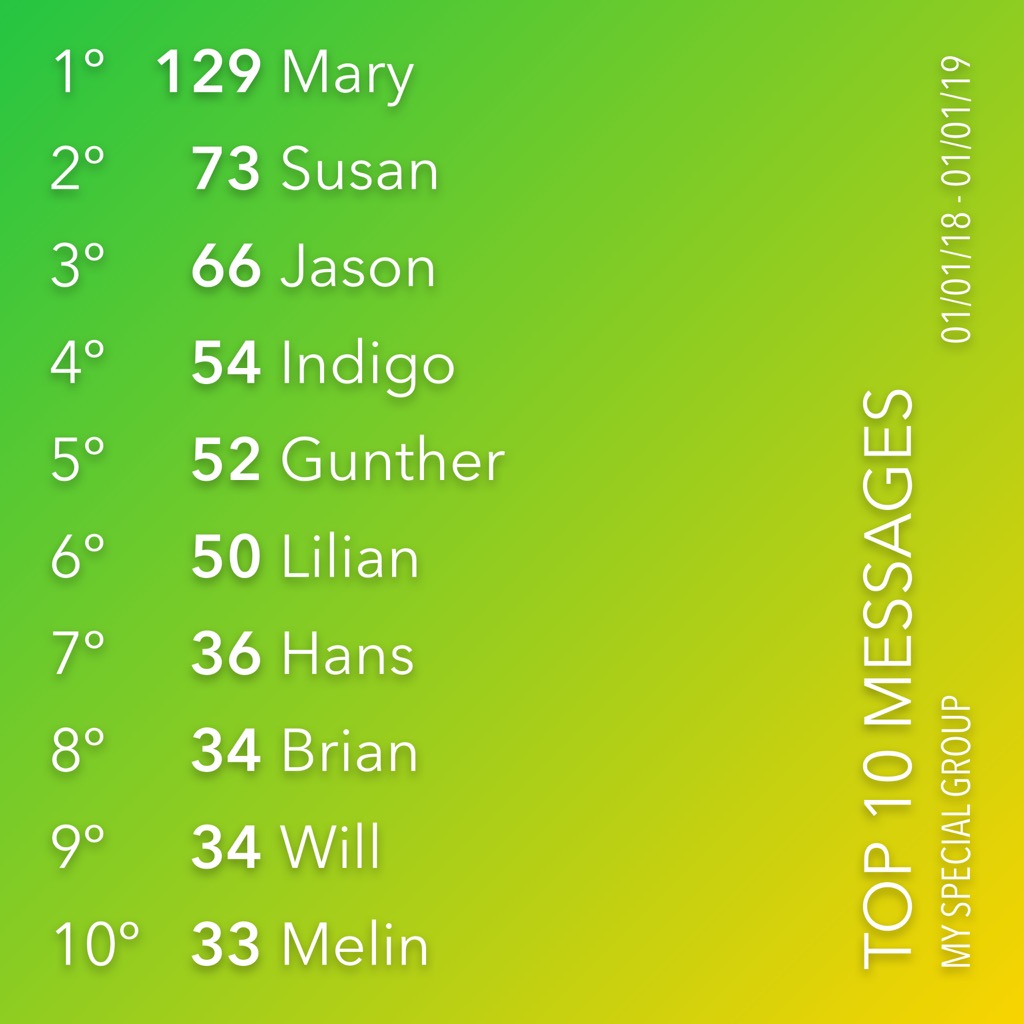 1° 129 Mary
2° 73 Susan
3° 66 Jason
4° 54 Indigo
5° 52 Gunther
6° 50 Lilian
7° 36 Hans
8° 34 Brian
9° 34 Will
10° 33 Melin
TOP 10 MESSAGES
MY SPECIAL GROUP
01/01/18 - 01/01/19